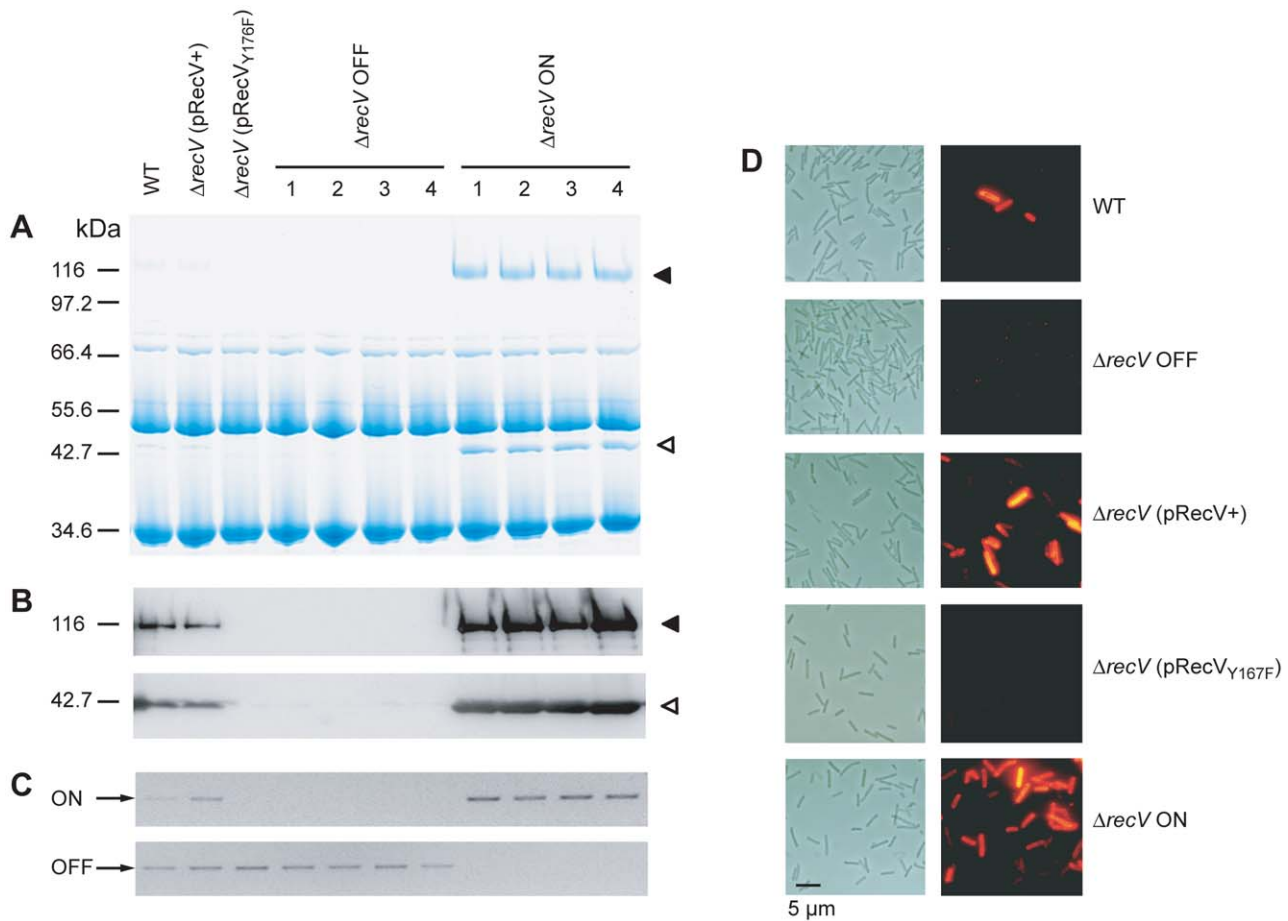 WT
ΔrecV (pRecV+)
ΔrecV (pRecVY176F)
ΔrecV OFF
ΔrecV ON
1 2 3 4 1 2 3 4
A kDa
116
97.2
66.4
55.6
42.7
34.6
B
116
42.7
C
ON
OFF
D
WT
ΔrecV OFF
ΔrecV (pRecV+)
ΔrecV (pRecVY167F)
ΔrecV ON
5 µm